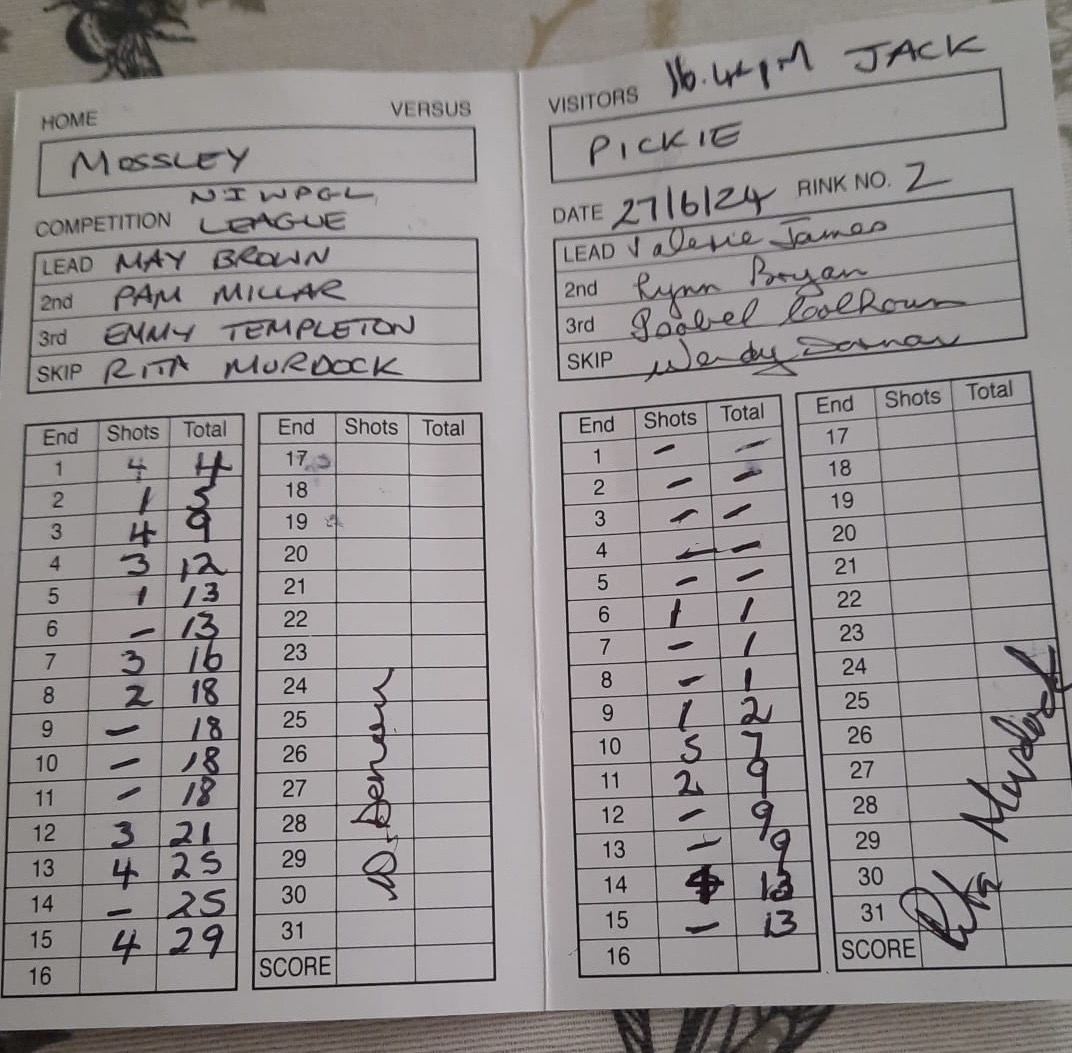 HOME VERSUS
MOSSLEY
COMPETITION NIWPGL LEAGUE
LEAD MAY BROWN
2nd PAM MILLAR
3rd EMMY TEMPLETON
SKIP RITA MURDOCK
End Shots Total
1 4 4
2 1 5
3 4 9
4 3 12
5 1 13
6 - 13
7 3 16
8 2 18
9 - 18
10 - 18
11 - 18
12 3 21
13 4 25
14 - 25
15 4 29
16
End Shots Total
17
18
19
20
21
22
23
24
25
26
27
28
29
30
31
SCORE
JACK
VISITORS
PICKIE
DATE 27/6/24 RINK NO. 2
LEAD Valerie James
2nd Lynn Bryan
3rd Isobel Colhoun
SKIP Wendy
End Shots Total
1 - -
2 - -
3 - -
4 - -
5 - -
6 1 1
7 - 1
8 - 1
9 1 2
10 5 7
11 2 9
12 - 9
13 - 9
14 4 13
15 - 13
16
End Shots Total
17
18
19
20
21
22
23
24
25
26
27
28
29
30
31
SCORE
Rita Murdock